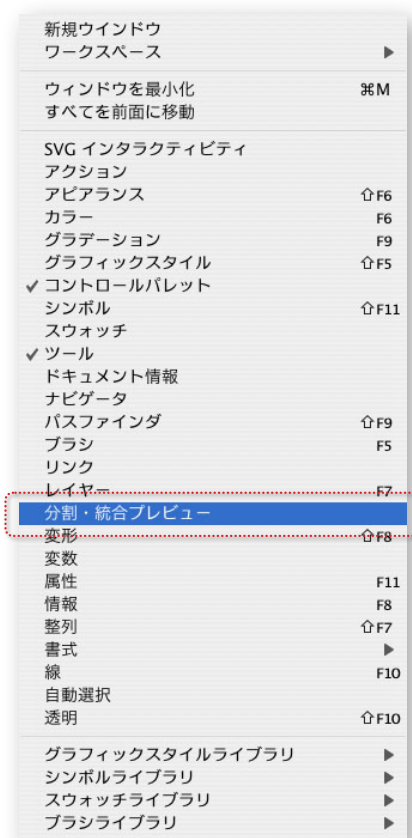 新規ウインドウ
ワークスペース ▶
ウィンドウを最小化 ⌘M
すべてを前面に移動
SVG インタラクティビティ
アクション
アピアランス ⇧F6
カラー F6
グラデーション F9
グラフィックスタイル ⇧F5
✓ コントロールパレット
シンボル ⇧F11
スウォッチ
✓ ツール
ドキュメント情報
ナビゲータ
パスファインダ ⇧F9
ブラシ F5
リンク
レイヤー F7
分割・統合プレビュー
変形 ⇧F8
変数
属性 F11
情報 F8
整列 ⇧F7
書式 ▶
線 F10
自動選択
透明 ⇧F10
グラフィックスタイルライブラリ ▶
シンボルライブラリ ▶
スウォッチライブラリ ▶
ブラシライブラリ ▶